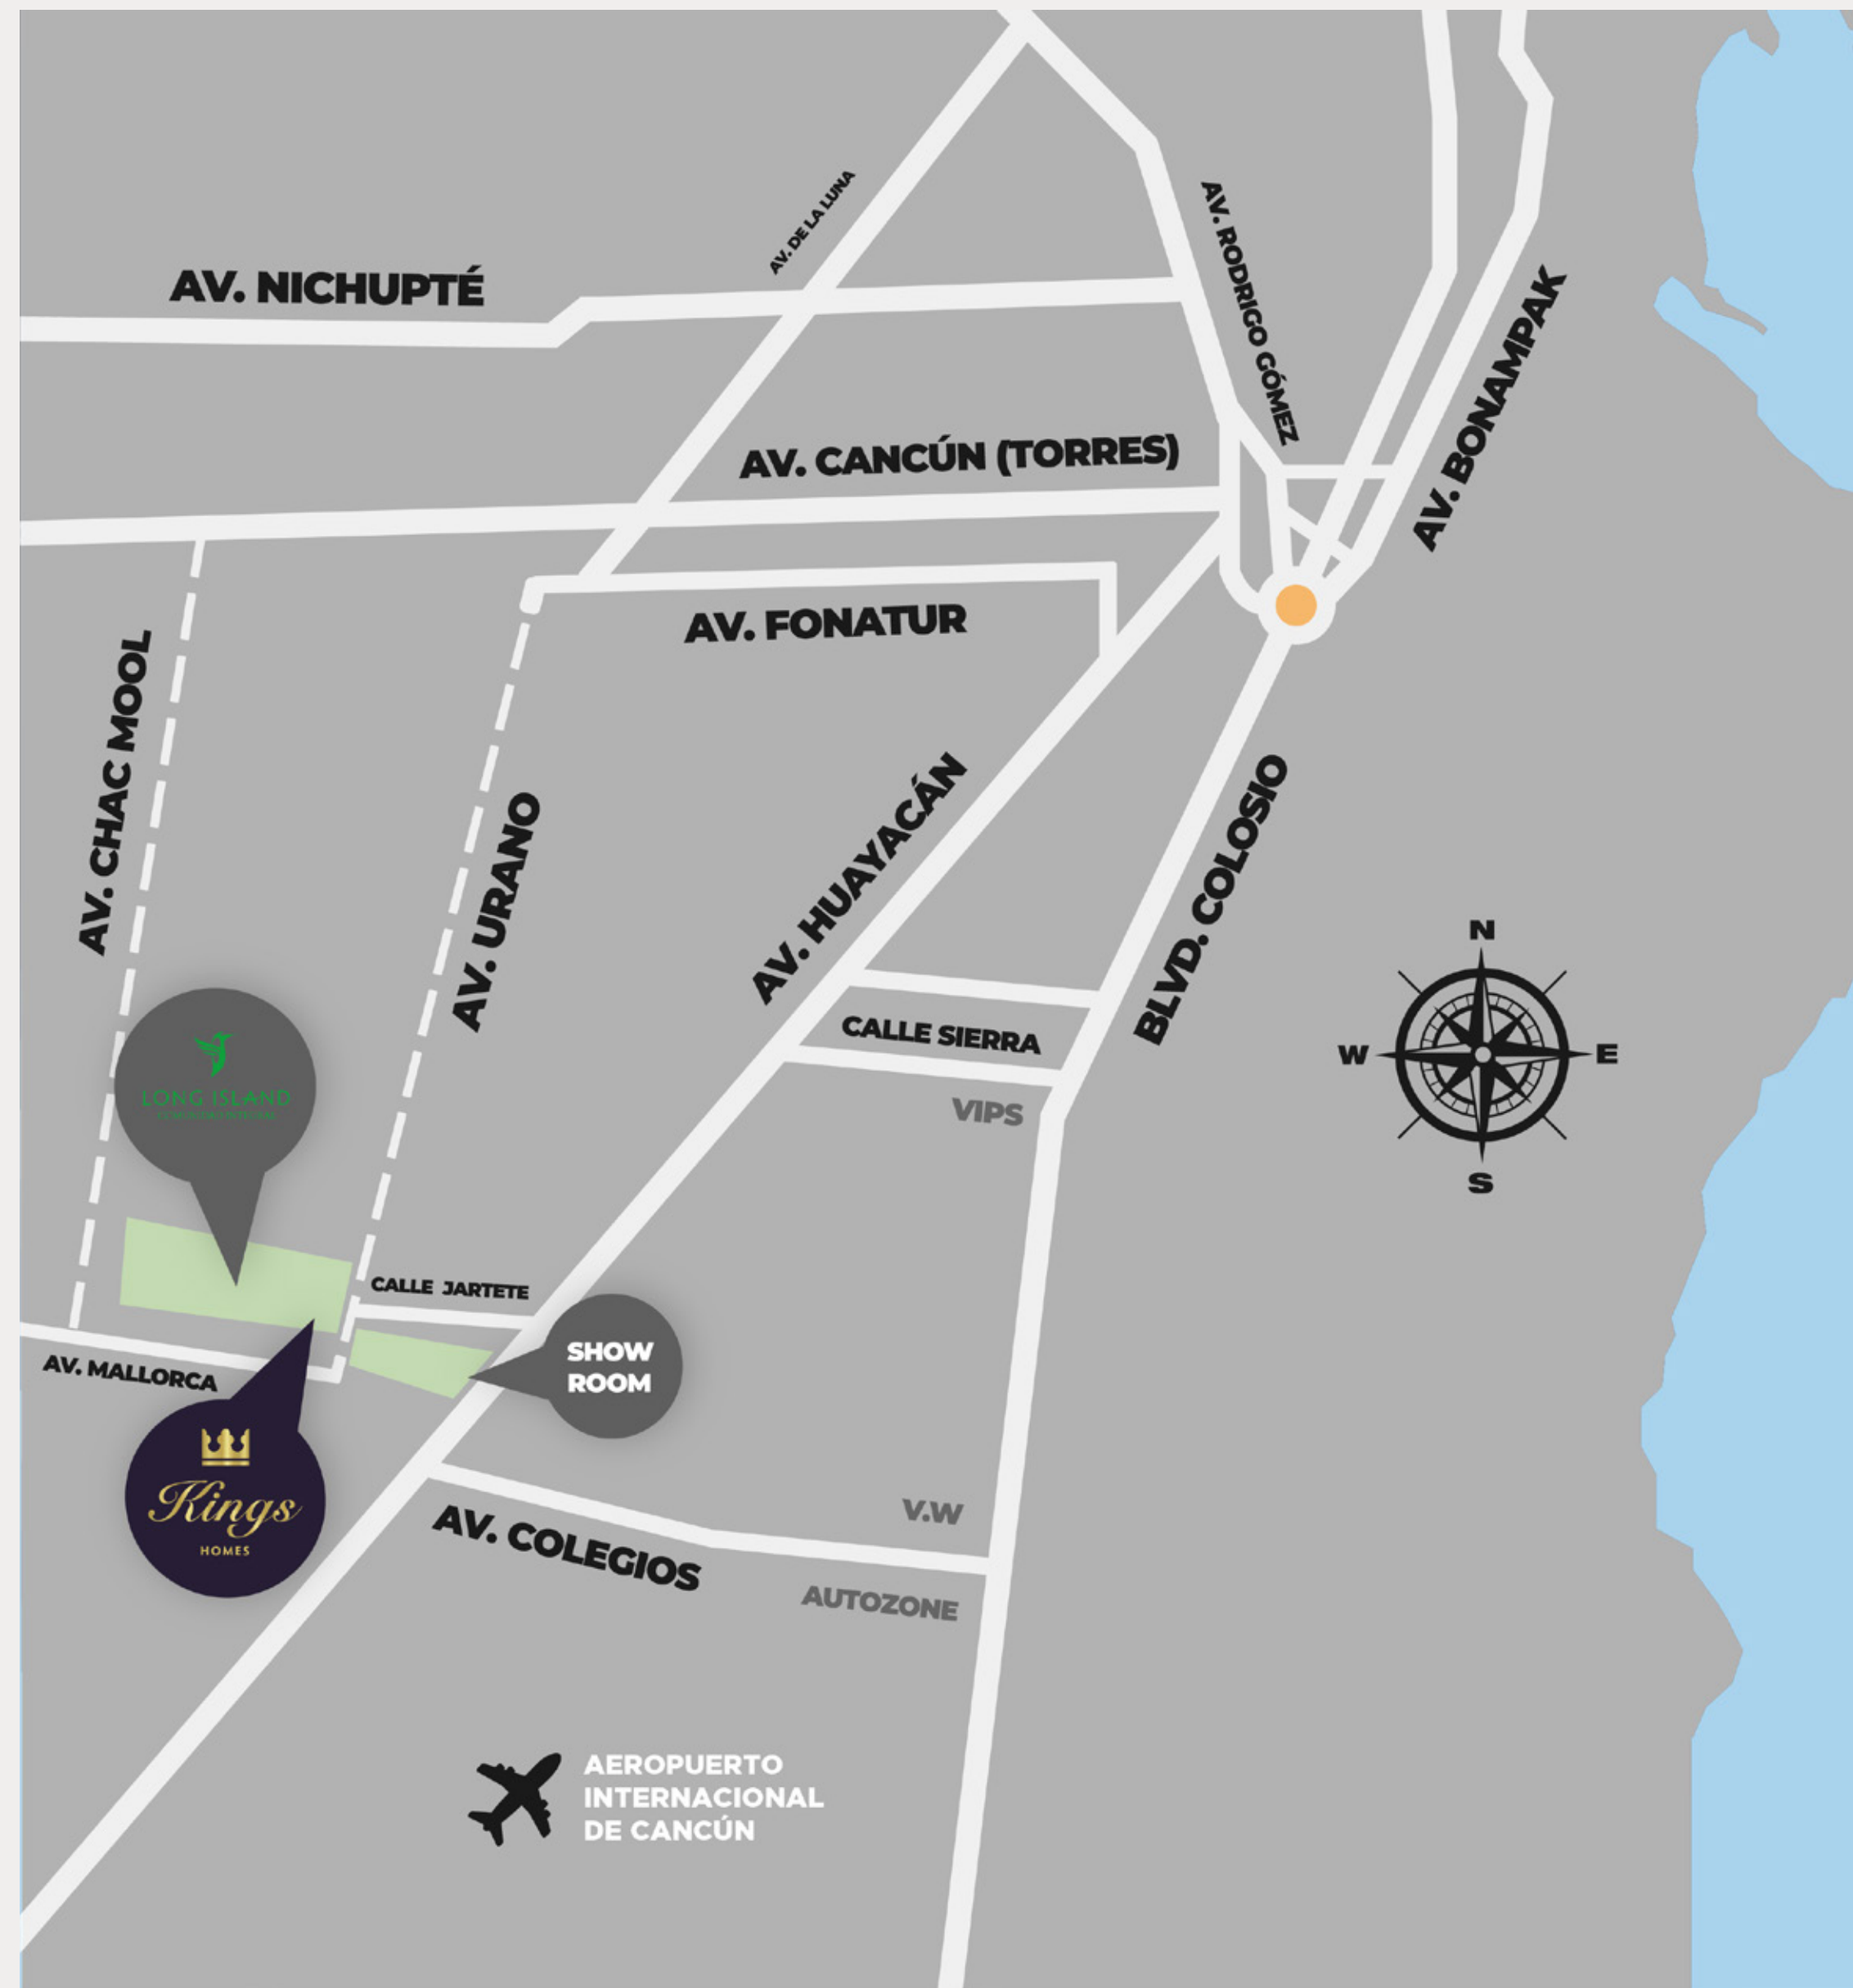 AV. DE LA LUNA
AV. RODRIGO GÓMEZ
AV. NICHUPTÉ
AV. BONAMPAK
AV. CANCÚN (TORRES)
AV. FONATUR
AV. CHAC MOOL
AV. URANO
AV. HUAYACÁN
BLVD. COLOSIO
N
W
E
S
CALLE SIERRA
VIPS
LONG ISLAND
CALLE JARTETE
SHOW
ROOM
AV. MALLORCA
Kings
HOMES
V.W
AV. COLEGIOS
AUTOZONE
AEROPUERTO
INTERNACIONAL
DE CANCÚN